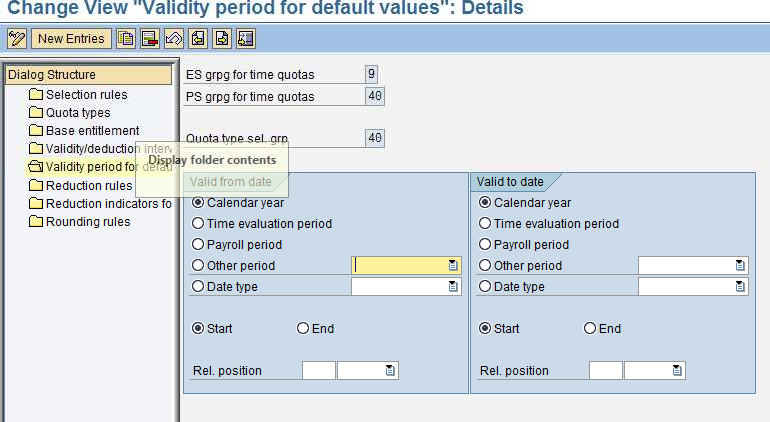 Change View "Validity period for default values": Details
New Entries
Dialog Structure
Selection rules
Quota types
Base entitlement
Validity/deduction interv
Validity period for defau
Reduction rules
Reduction indicators fo
Rounding rules
Display folder contents
ES grpg for time quotas 9
PS grpg for time quotas 40
Quota type sel. grp 40
Valid from date
Calendar year
Time evaluation period
Payroll period
Other period
Date type
Start End
Rel. position
Valid to date
Calendar year
Time evaluation period
Payroll period
Other period
Date type
Start End
Rel. position